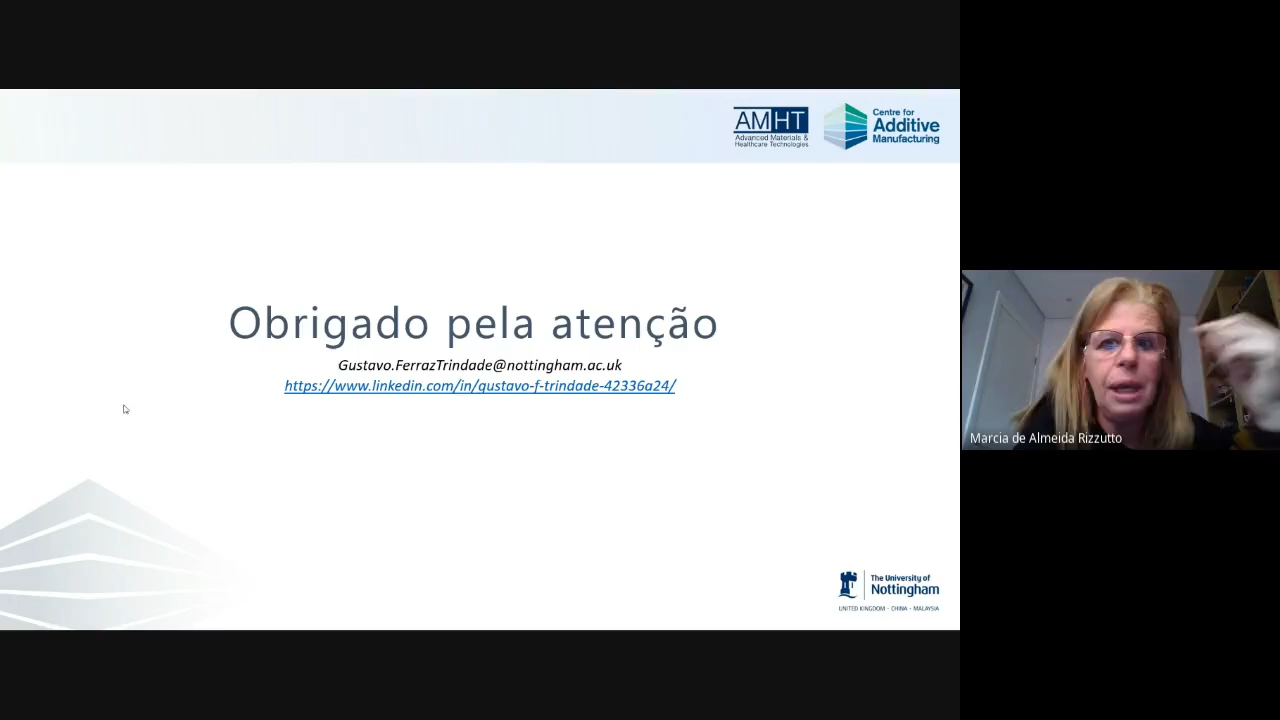 AMHT
Advanced Materials &
Healthcare Technologies
Centre for
Additive
Manufacturing
Obrigado pela atenção
Gustavo.FerrazTrindade@nottingham.ac.uk
https://www.linkedin.com/in/gustavo-f-trindade-42336a24/
Marcia de Almeida Rizzutto
The University of
Nottingham
UNITED KINGDOM · CHINA · MALAYSIA